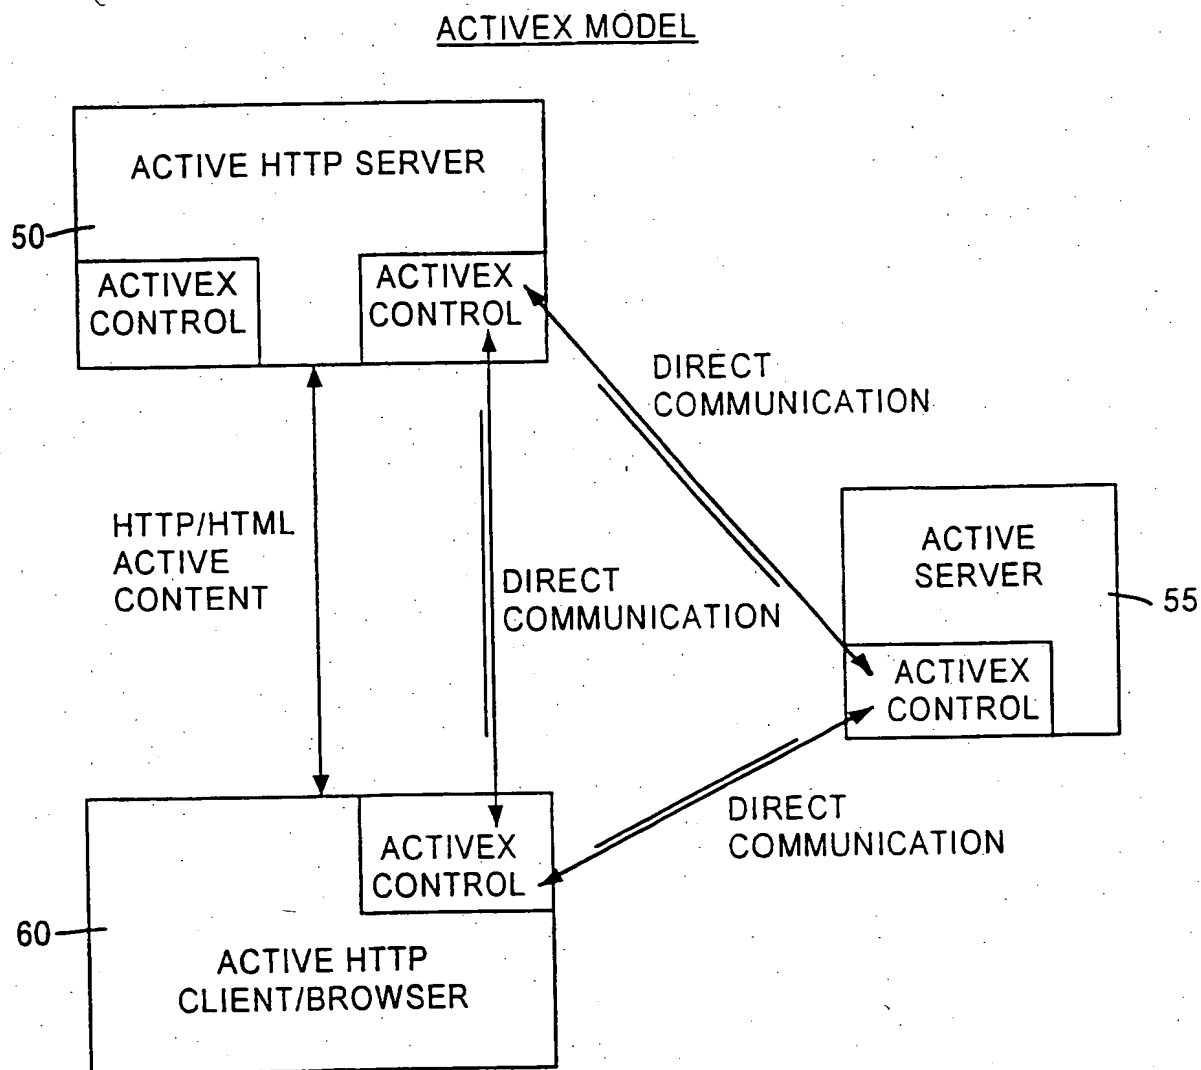 ACTIVEX MODEL
ACTIVE HTTP SERVER
50
ACTIVEX
CONTROL
ACTIVEX
CONTROL
DIRECT
COMMUNICATION
HTTP/HTML
ACTIVE
CONTENT
DIRECT
COMMUNICATION
ACTIVE
SERVER
55
ACTIVEX
CONTROL
DIRECT
COMMUNICATION
ACTIVEX
CONTROL
60
ACTIVE HTTP
CLIENT/BROWSER